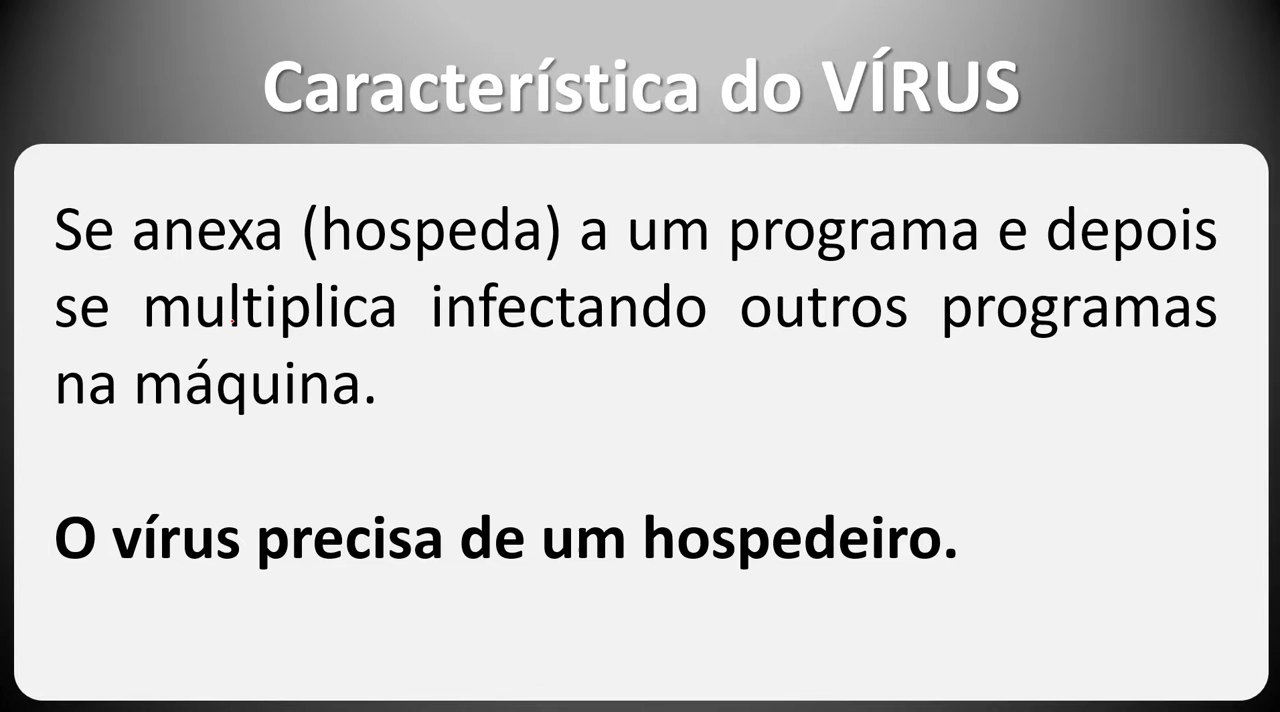 Característica do VÍRUS
Se anexa (hospeda) a um programa e depois
se multiplica infectando outros programas
na máquina.
O vírus precisa de um hospedeiro.